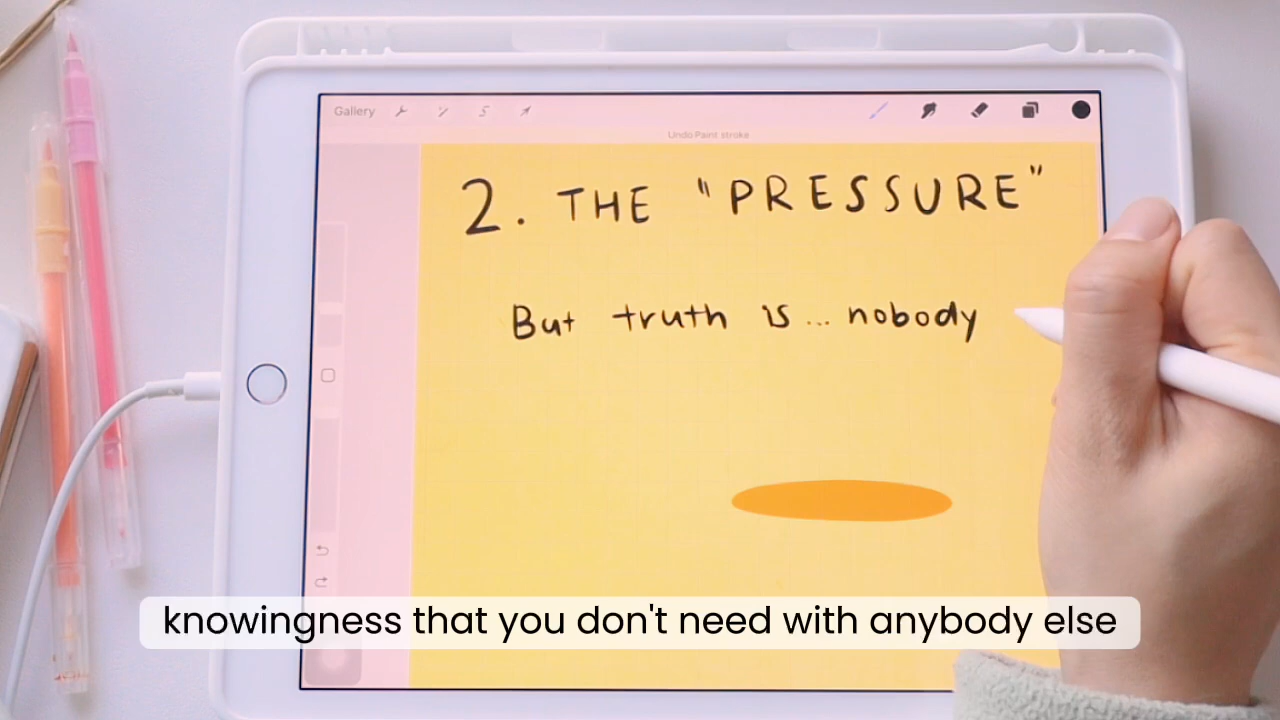 Gallery
Undo Paint stroke
2. THE "PRESSURE"
But truth is... nobody
knowingness that you don't need with anybody else